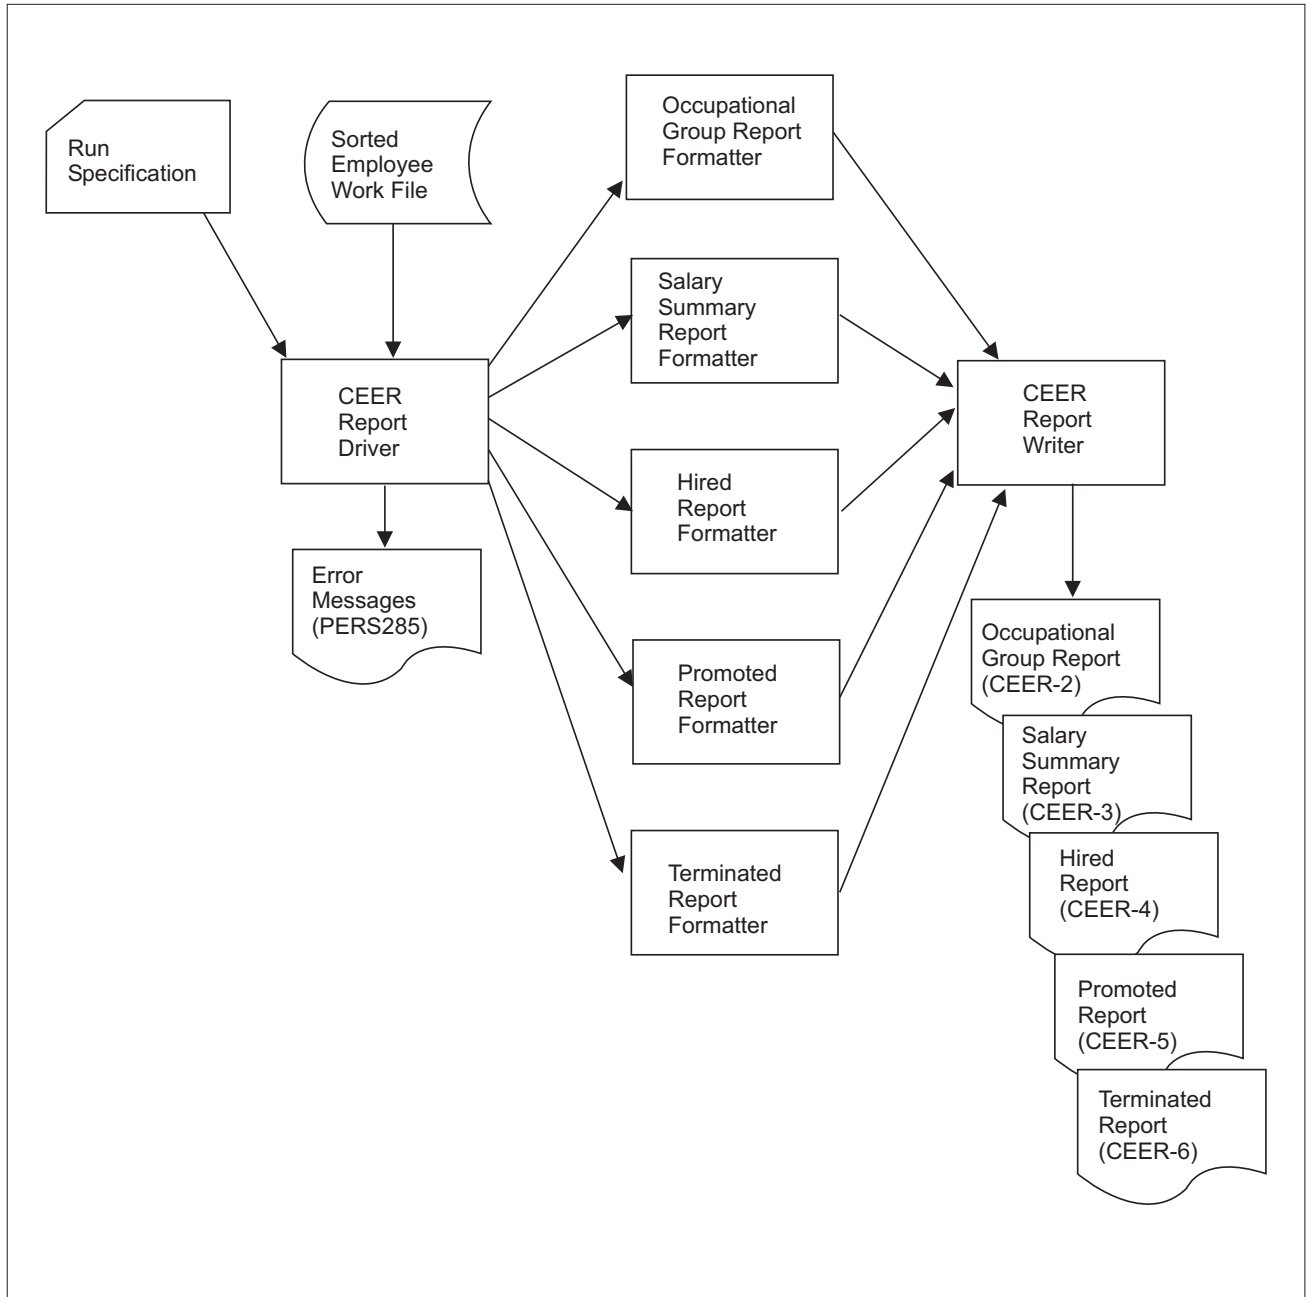 Run
Specification
Sorted
Employee
Work File
Occupational
Group Report
Formatter
Salary
Summary
Report
Formatter
CEER
Report
Driver
CEER
Report
Writer
Hired
Report
Formatter
Error
Messages
(PERS285)
Promoted
Report
Formatter
Terminated
Report
Formatter
Occupational
Group Report
(CEER-2)
Salary
Summary
Report
(CEER-3)
Hired
Report
(CEER-4)
Promoted
Report
(CEER-5)
Terminated
Report
(CEER-6)